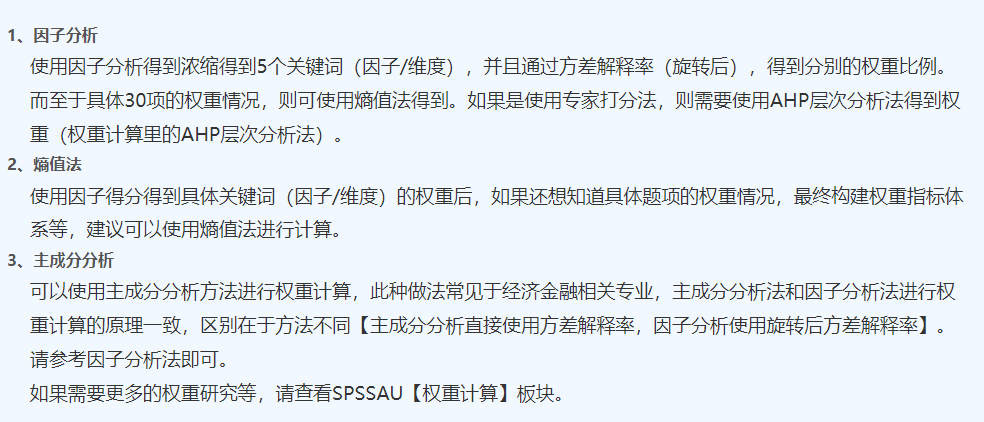 1、因子分析
使用因子分析得到浓缩得到5个关键词（因子/维度），并且通过方差解释率（旋转后），得到分别的权重比例。
而至于具体30项的权重情况，则可使用熵值法得到。如果是使用专家打分法，则需要使用AHP层次分析法得到权
重（权重计算里的AHP层次分析法）。
2、熵值法
使用因子得分得到具体关键词（因子/维度）的权重后，如果还想知道具体题项的权重情况，最终构建权重指标体
系等，建议可以使用熵值法进行计算。
3、主成分分析
可以使用主成分分析方法进行权重计算，此种做法常见于经济金融相关专业，主成分分析法和因子分析法进行权
重计算的原理一致，区别在于方法不同【主成分分析直接使用方差解释率，因子分析使用旋转后方差解释率】。
请参考因子分析法即可。
如果需要更多的权重研究等，请查看SPSSAU【权重计算】板块。